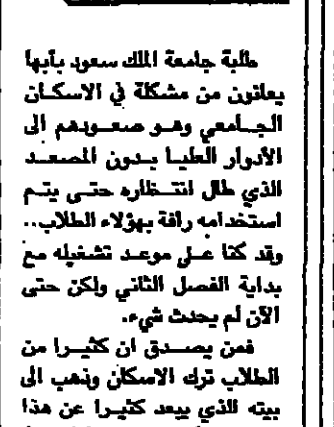 طلبة جامعة الملك سعود بأبها
يعانون من مشكلة في الاسكان
الجامعي وهو صعودهم الى
الأدوار العليا بدون المصعد
الذي طال انتظاره حتى يتم
استخدامه رافة بهؤلاء الطلاب..
وقد كنا على موعد تشغيله مع
بداية الفصل الثاني ولكن حتى
الآن لم يحدث شيء.
فمن يصدق ان كثيرا من
الطلاب ترك الاسكان وذهب الى
بيته الذي يبعد كثيرا عن هذا